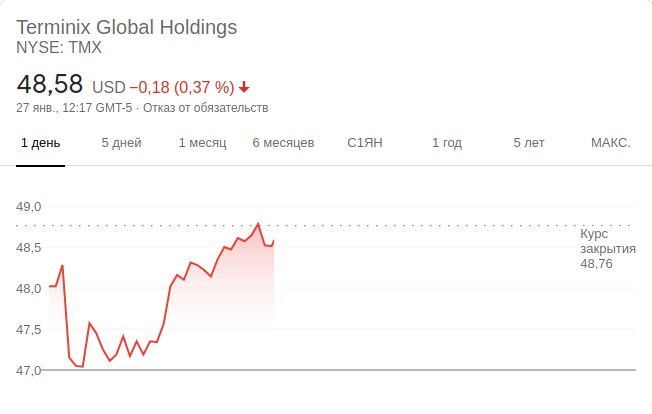 Terminix Global Holdings
NYSE: TMX
48,58 USD −0,18 (0,37 %)
27 янв., 12:17 GMT-5 · Отказ от обязательств
1 день 5 дней 1 месяц 6 месяцев С1ЯН 1 год 5 лет МАКС.
49,0
48,5
48,0
47,5
47,0
Курс
закрытия
48,76